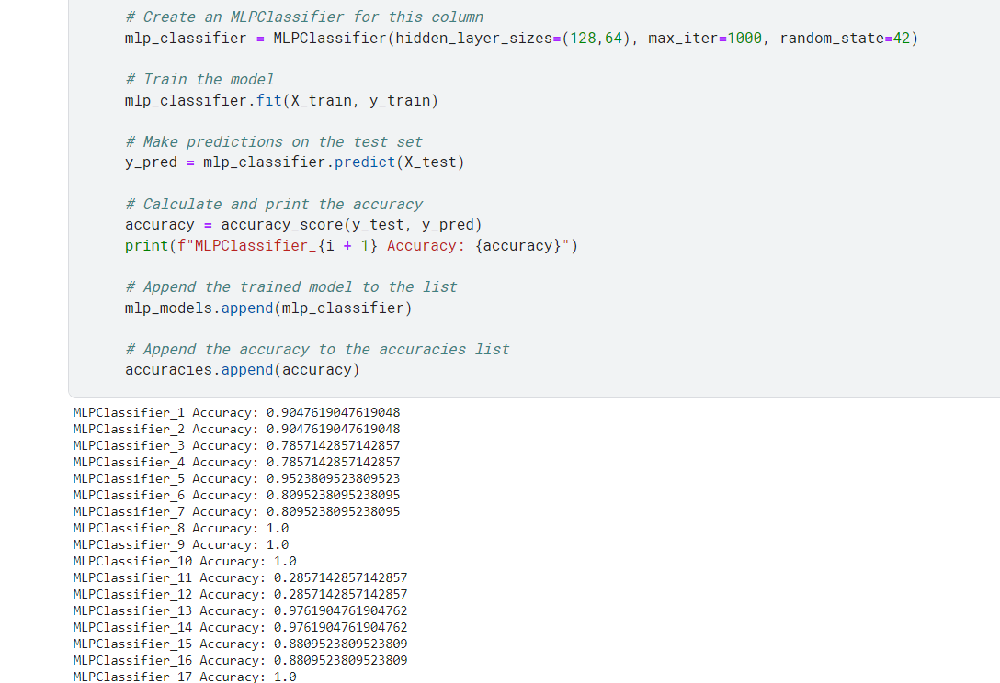 # Create an MLPClassifier for this column
mlp_classifier = MLPClassifier(hidden_layer_sizes=(128,64), max_iter=1000, random_state=42)
# Train the model
mlp_classifier.fit(X_train, y_train)
# Make predictions on the test set
y_pred = mlp_classifier.predict(X_test)
# Calculate and print the accuracy
accuracy = accuracy_score(y_test, y_pred)
print(f"MLPClassifier_{i + 1} Accuracy: {accuracy}")
# Append the trained model to the list
mlp_models.append(mlp_classifier)
# Append the accuracy to the accuracies list
accuracies.append(accuracy)
MLPClassifier_1 Accuracy: 0.9047619047619048
MLPClassifier_2 Accuracy: 0.9047619047619048
MLPClassifier_3 Accuracy: 0.7857142857142857
MLPClassifier_4 Accuracy: 0.7857142857142857
MLPClassifier_5 Accuracy: 0.9523809523809523
MLPClassifier_6 Accuracy: 0.8095238095238095
MLPClassifier_7 Accuracy: 0.8095238095238095
MLPClassifier_8 Accuracy: 1.0
MLPClassifier_9 Accuracy: 1.0
MLPClassifier_10 Accuracy: 1.0
MLPClassifier_11 Accuracy: 0.2857142857142857
MLPClassifier_12 Accuracy: 0.2857142857142857
MLPClassifier_13 Accuracy: 0.9761904761904762
MLPClassifier_14 Accuracy: 0.9761904761904762
MLPClassifier_15 Accuracy: 0.8809523809523809
MLPClassifier_16 Accuracy: 0.8809523809523809
MLPClassifier_17 Accuracy: 1.0